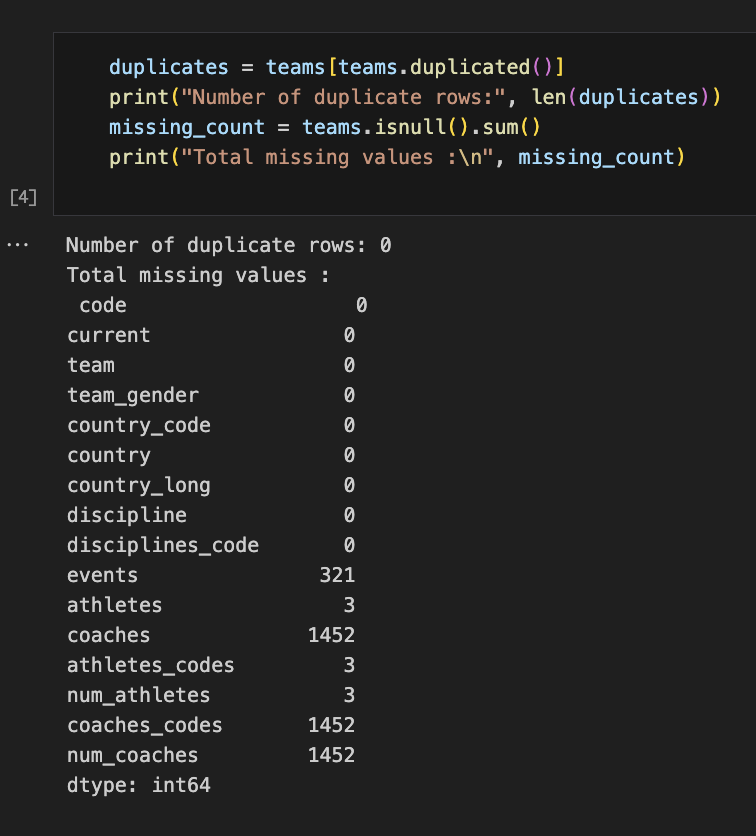 duplicates = teams[teams.duplicated()]
print("Number of duplicate rows:", len(duplicates))
missing_count = teams.isnull().sum()
print("Total missing values :\n", missing_count)
[4]
... Number of duplicate rows: 0
Total missing values :
 code                   0
current                0
team                   0
team_gender            0
country_code           0
country                0
country_long           0
discipline             0
disciplines_code       0
events               321
athletes               3
coaches             1452
athletes_codes         3
num_athletes           3
coaches_codes       1452
num_coaches         1452
dtype: int64